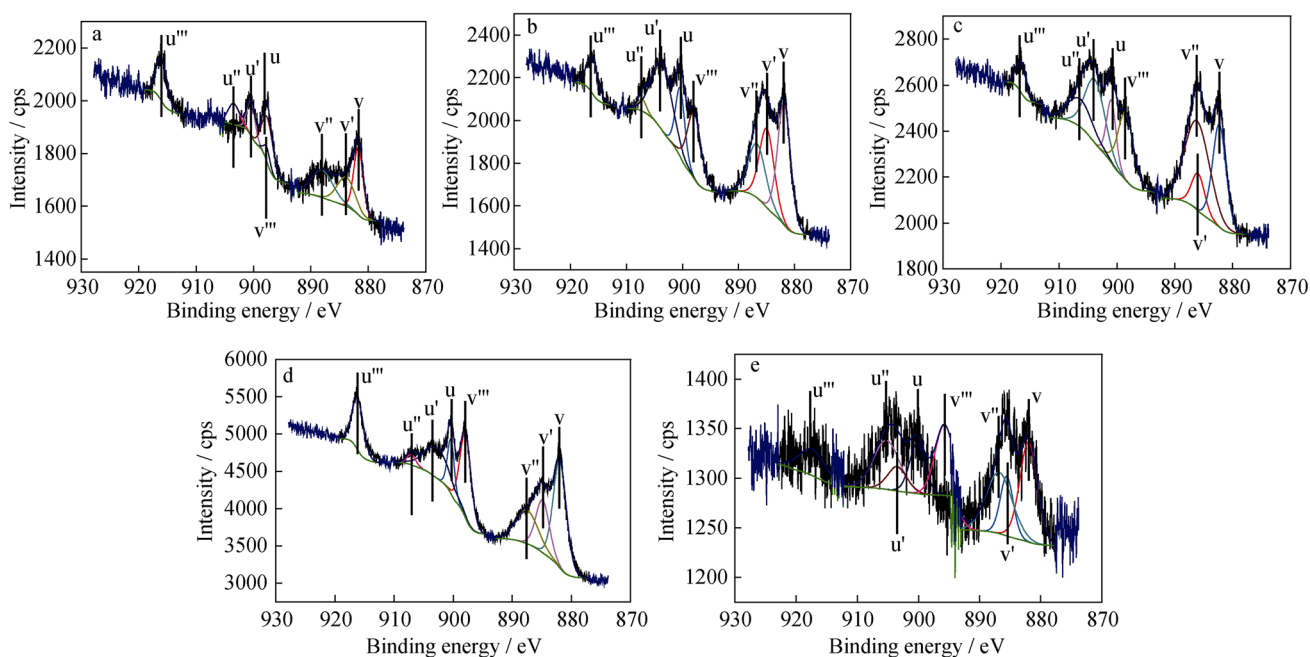 a
u''' u'' u' u
v'' v' v
v'''
2200
2000
1800
1600
1400
Intensity / cps
930 920 910 900 890 880 870
Binding energy / eV
b
u''' u'' u' u
v''' v'' v' v
2600
2400
2200
2000
1800
1600
1400
Intensity / cps
930 920 910 900 890 880 870
Binding energy / eV
c
u''' u'' u' u
v''' v'' v
v'
2800
2600
2400
2200
2000
1800
Intensity / cps
930 920 910 900 890 880 870
Binding energy / eV
d
u''' u'' u' u
v''' v'' v' v
6000
5500
5000
4500
4000
3500
3000
Intensity / cps
930 920 910 900 890 880 870
Binding energy / eV
e
u''' u'' u v''' v'' v
u' v'
1400
1350
1300
1250
1200
Intensity / cps
930 920 910 900 890 880 870
Binding energy / eV